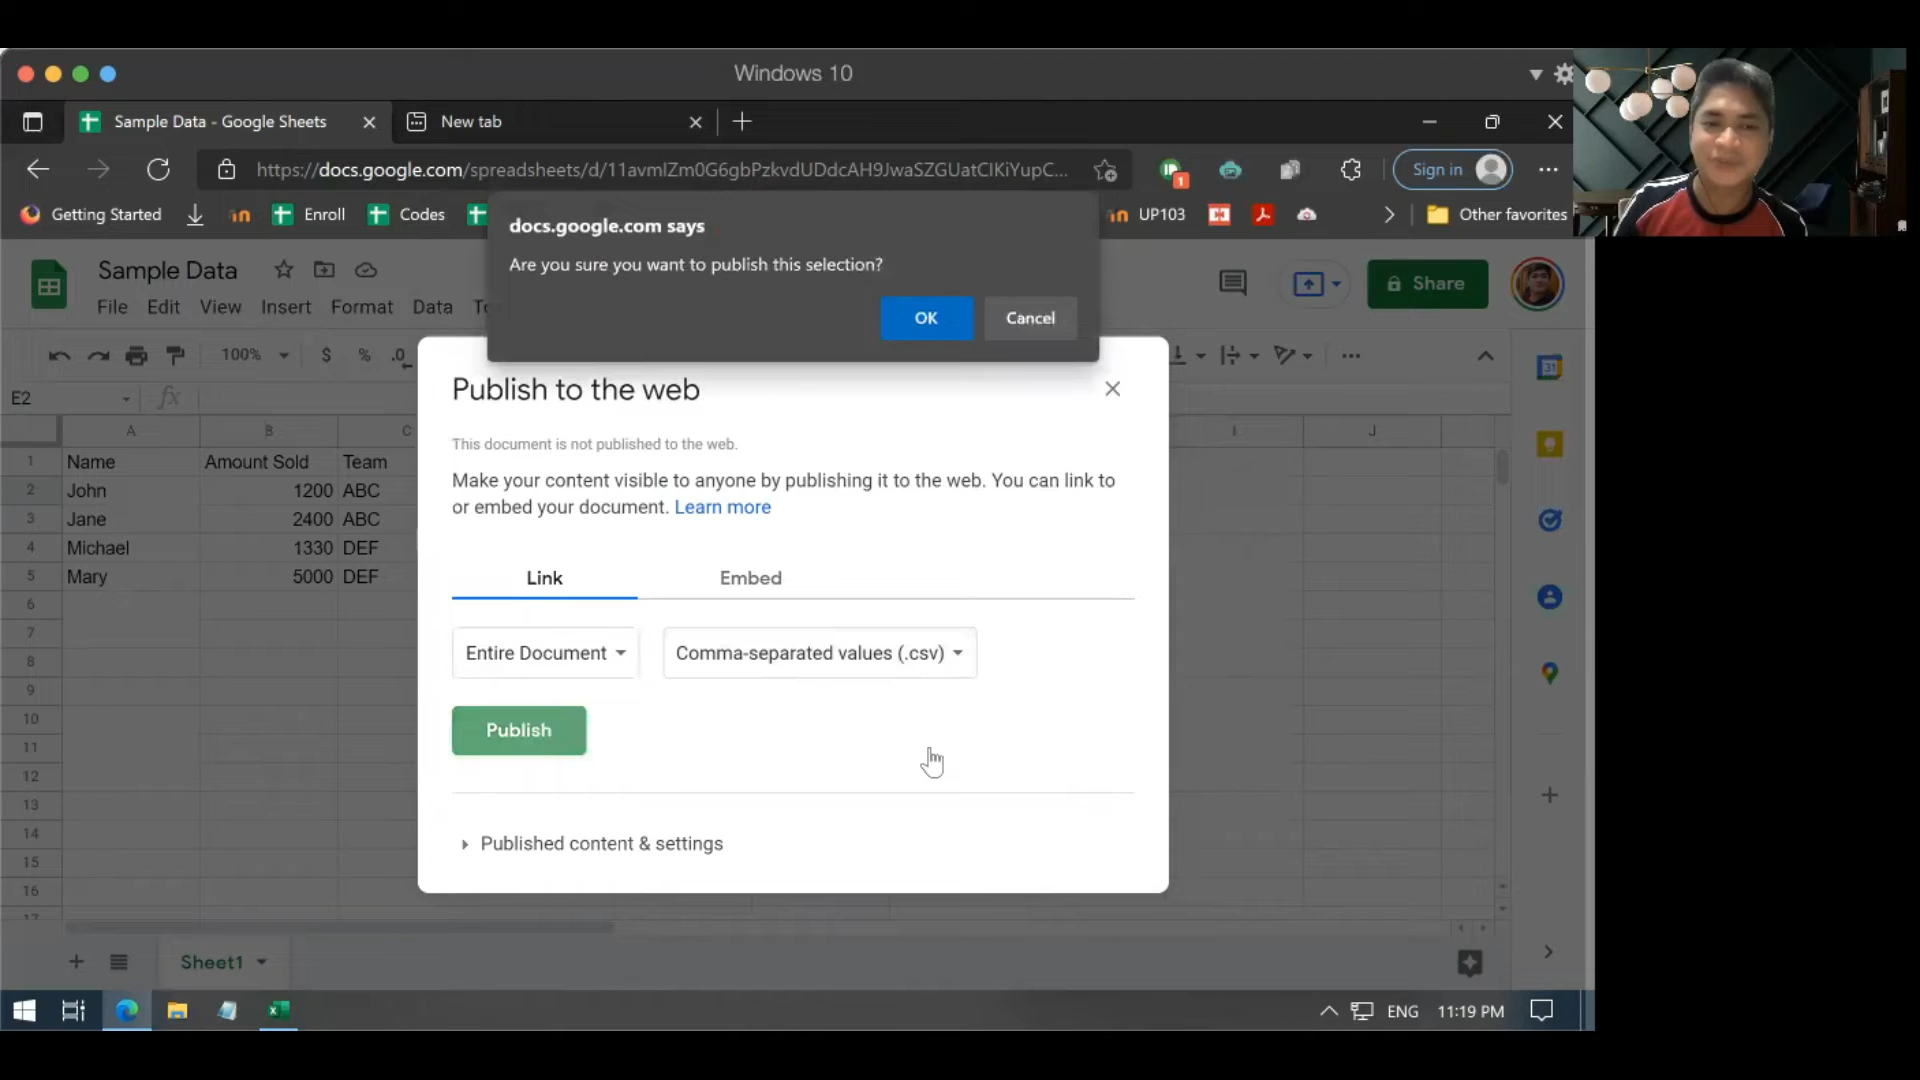 Windows 10
Sample Data - Google Sheets
New tab
https://docs.google.com/spreadsheets/d/11avmlZm0G6gbPzkvdUDdcAH9JwaSZGUatCIKiYupC...
1
Sign in
Getting Started
Enroll
Codes
UP103
Other favorites
docs.google.com says
Are you sure you want to publish this selection?
OK
Cancel
Sample Data
File Edit View Insert Format Data
Share
100% $ % .0
31
E2
fx
A B C I J
1 Name Amount Sold Team
2 John 1200 ABC
3 Jane 2400 ABC
4 Michael 1330 DEF
5 Mary 5000 DEF
6
7
8
9
10
11
12
13
14
15
16
17
Publish to the web
This document is not published to the web.
Make your content visible to anyone by publishing it to the web. You can link to
or embed your document. Learn more
Link
Embed
Entire Document
Comma-separated values (.csv)
Publish
Published content & settings
Sheet1
ENG
11:19 PM